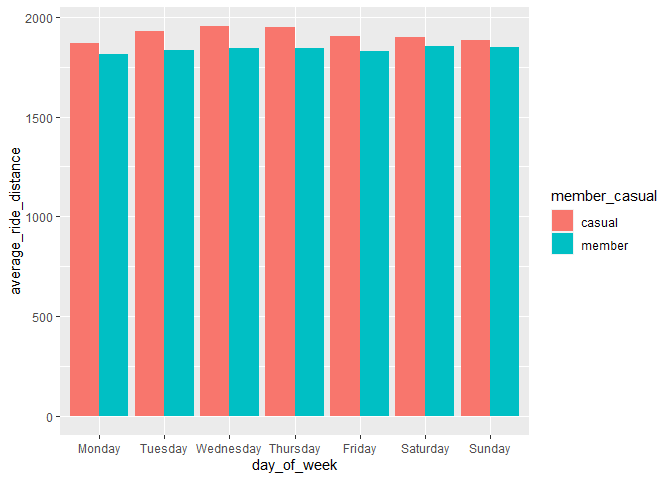 2000
1500
1000
500
0
average_ride_distance
Monday Tuesday Wednesday Thursday Friday Saturday Sunday
day_of_week
member_casual
casual
member